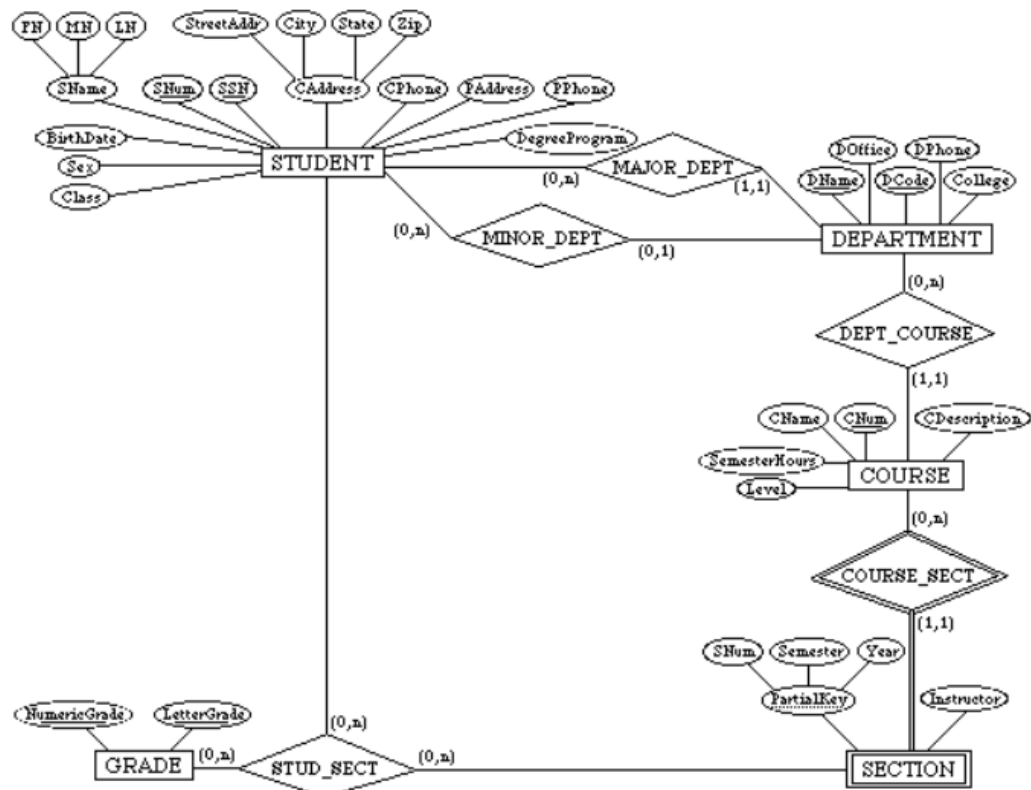 FN MN LN
StreetAddr City State Zip
SName SNum SSN CAddress CPhone PAddress PPhone
BirthDate
DegreeProgram
Sex
STUDENT
Class
(0,n)
MAJOR_DEPT
(1,1)
DOffice DPhone
DName DCode College
(0,n)
MINOR_DEPT
(0,1)
DEPARTMENT
(0,n)
DEPT_COURSE
(1,1)
CName CNum CDescription
SemesterHours
COURSE
Level
(0,n)
COURSE_SECT
(1,1)
SNum Semester Year
PartialKey
Instructor
NumericGrade LetterGrade
(0,n)
GRADE
(0,n)
STUD_SECT
(0,n)
SECTION